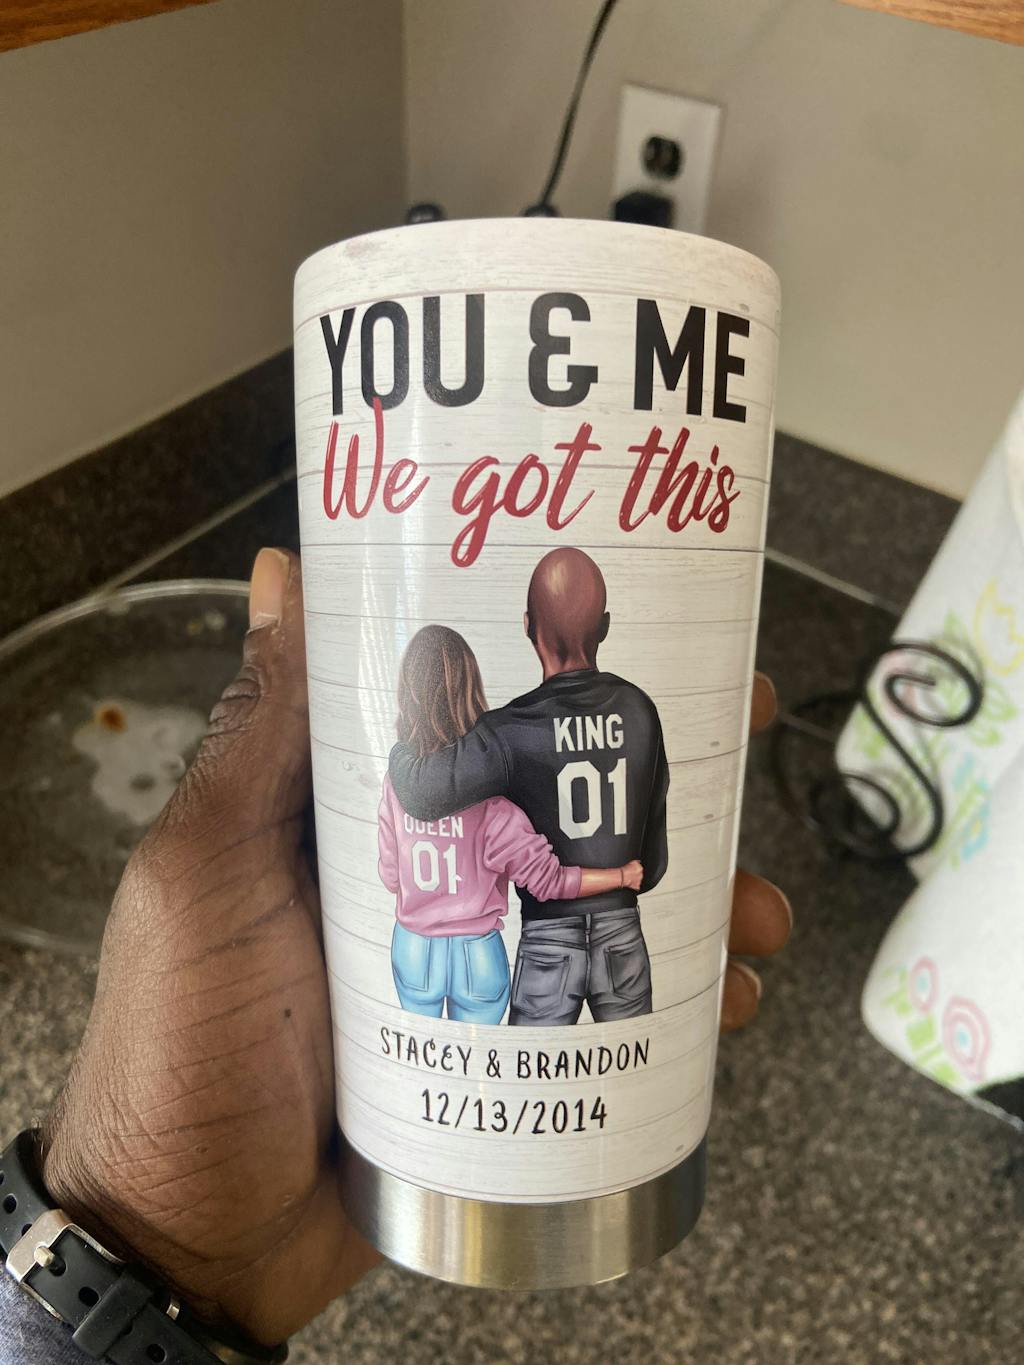 YOU & ME
We got this
KING
01
QUEEN
01
STACEY & BRANDON
12/13/2014